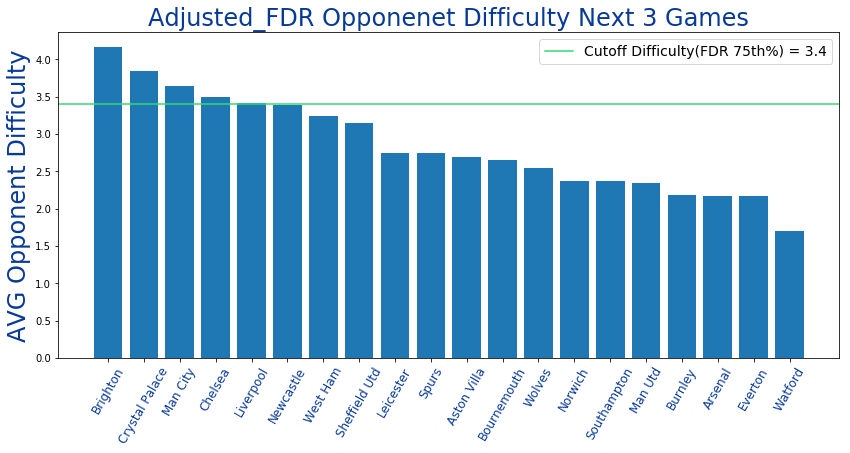 Adjusted_FDR Opponenet Difficulty Next 3 Games
Cutoff Difficulty(FDR 75th%) = 3.4
AVG Opponent Difficulty
4.0
3.5
3.0
2.5
2.0
1.5
1.0
0.5
0.0
Brighton
Crystal Palace
Man City
Chelsea
Liverpool
Newcastle
West Ham
Sheffield Utd
Leicester
Spurs
Aston Villa
Bournemouth
Wolves
Norwich
Southampton
Man Utd
Burnley
Arsenal
Everton
Watford